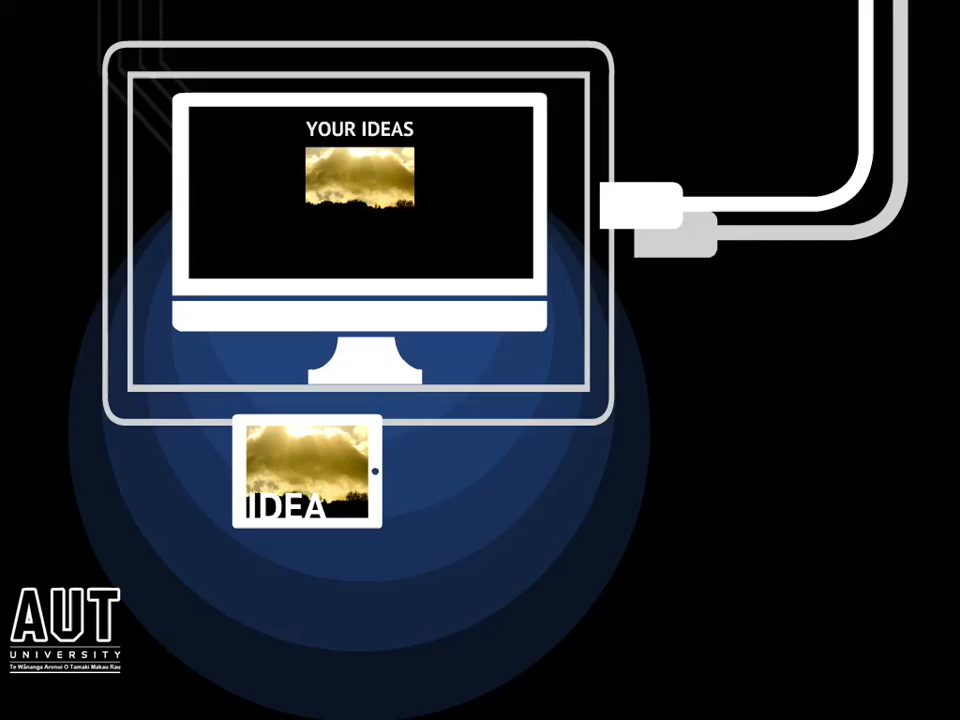 YOUR IDEAS
IDEA
AUT
UNIVERSITY
Te Wānanga Aronui O Tamaki Makau Rau